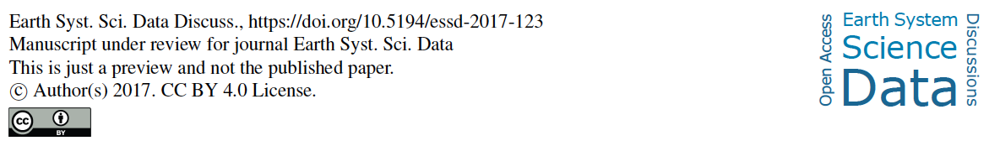 Earth Syst. Sci. Data Discuss., https://doi.org/10.5194/essd-2017-123
Manuscript under review for journal Earth Syst. Sci. Data
This is just a preview and not the published paper.
© Author(s) 2017. CC BY 4.0 License.
cc
BY
Open Access
Earth System
Science
Data
Discussions